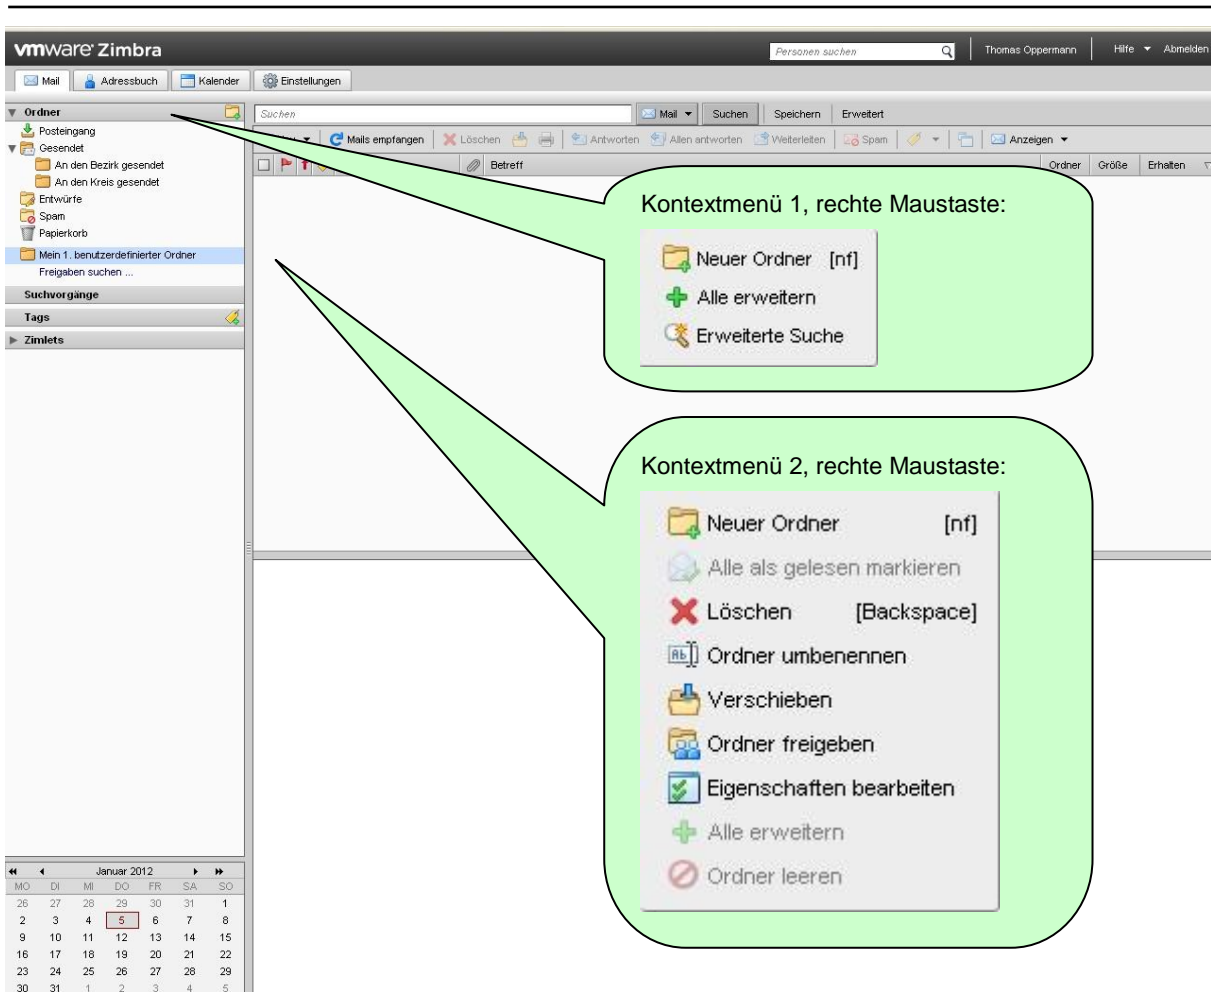 vmware Zimbra
Personen suchen
Thomas Oppermann
Hilfe
Abmelden
Mail
Adressbuch
Kalender
Einstellungen
Ordner
Suchen
Mail
Suchen
Speichern
Erweitert
Mails empfangen
Löschen
Antworten
Allen antworten
Weiterleiten
Spam
Anzeigen
Betreff
Ordner
Größe
Erhalten
Posteingang
Gesendet
An den Bezirk gesendet
An den Kreis gesendet
Entwürfe
Spam
Papierkorb
Mein 1. benutzerdefinierter Ordner
Freigaben suchen ...
Suchvorgänge
Tags
Zimlets
Kontextmenü 1, rechte Maustaste:
Neuer Ordner [nf]
Alle erweitern
Erweiterte Suche
Kontextmenü 2, rechte Maustaste:
Neuer Ordner [nf]
Alle als gelesen markieren
Löschen [Backspace]
Ordner umbenennen
Verschieben
Ordner freigeben
Eigenschaften bearbeiten
Alle erweitern
Ordner leeren
Januar 2012
MO DI MI DO FR SA SO
26 27 28 29 30 31 1
2 3 4 5 6 7 8
9 10 11 12 13 14 15
16 17 18 19 20 21 22
23 24 25 26 27 28 29
30 31 1 2 3 4 5